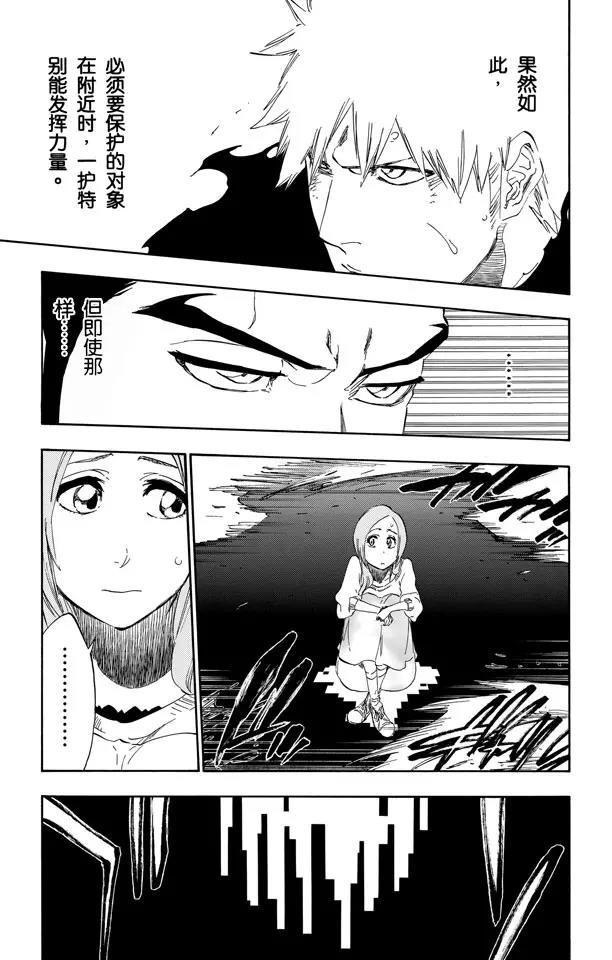 果然如
此，
必须要保护的对象
在附近时，一护特
别能发挥力量。
……
但即使那
样……
……